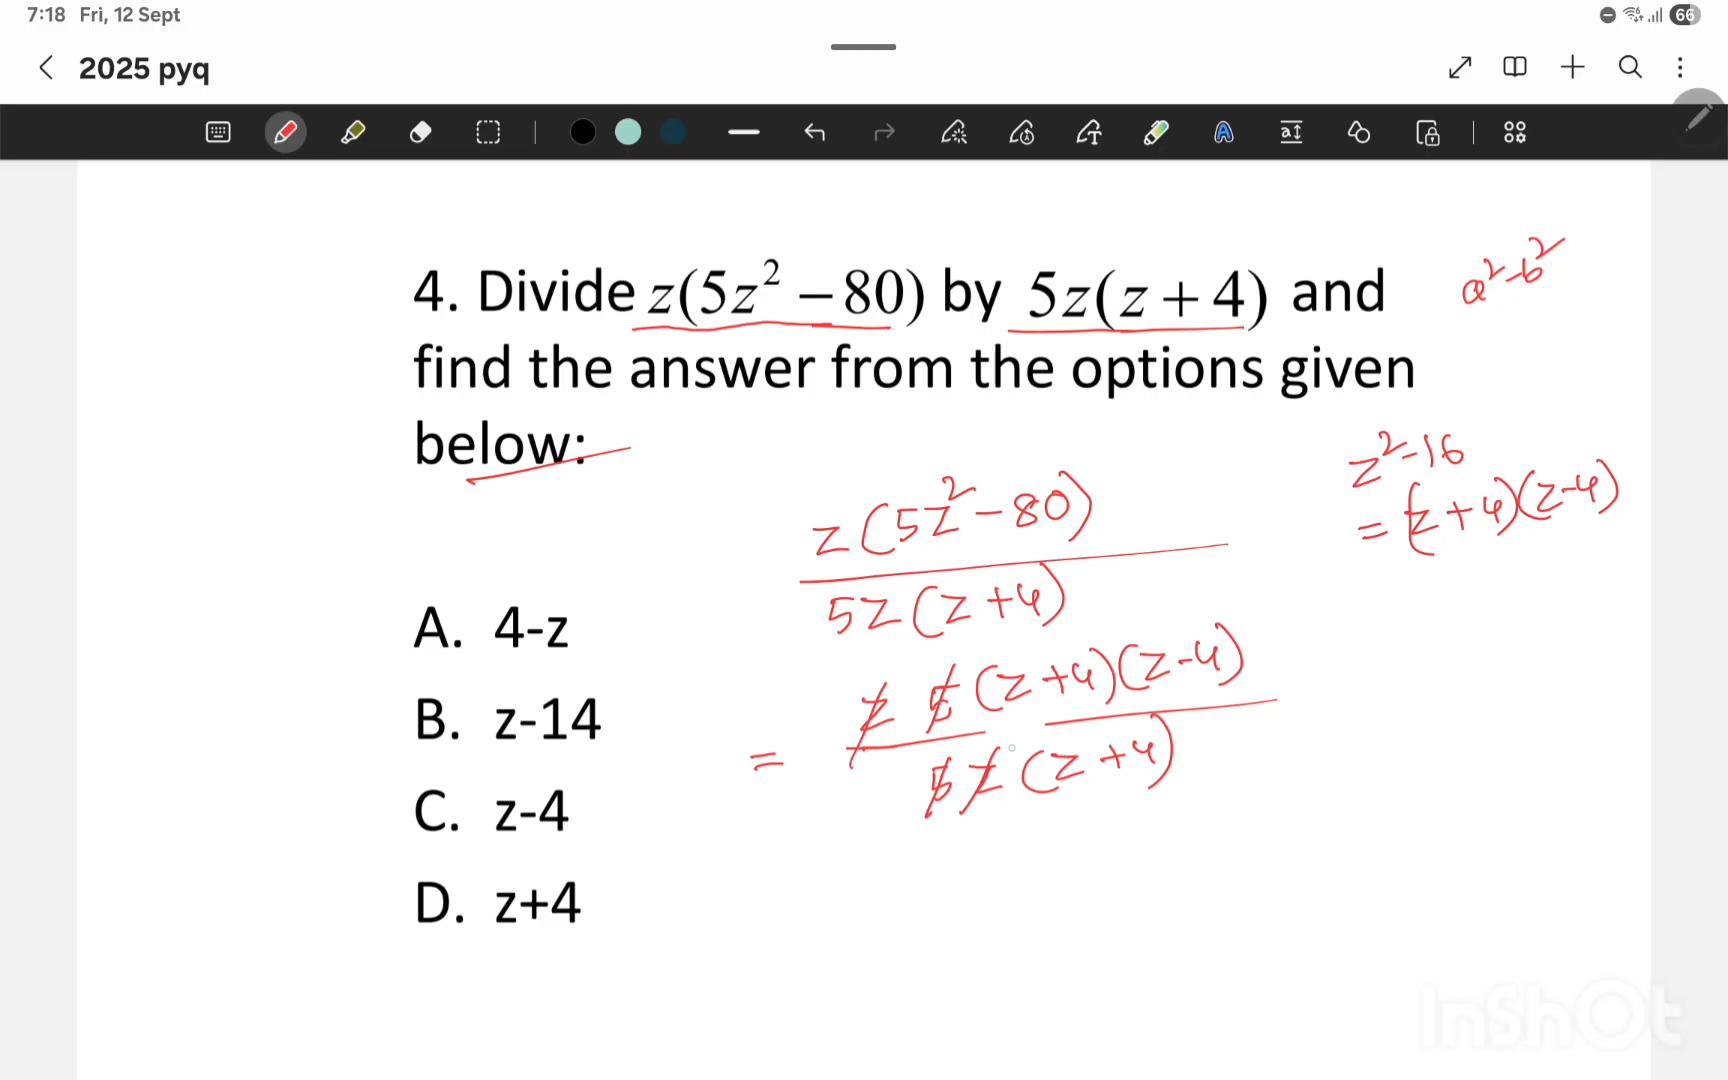 7:18 Fri, 12 Sept
66
2025 pyq
4. Divide z(5z² – 80) by 5z(z + 4) and
find the answer from the options given
below:
a² - b²
z² - 16
= (z + 4)(z - 4)
z(5z² - 80)
5z(z + 4)
A. 4-z
B. z-14
C. z-4
D. z+4
= z 5(z + 4)(z - 4)
5z(z + 4)
InShOt